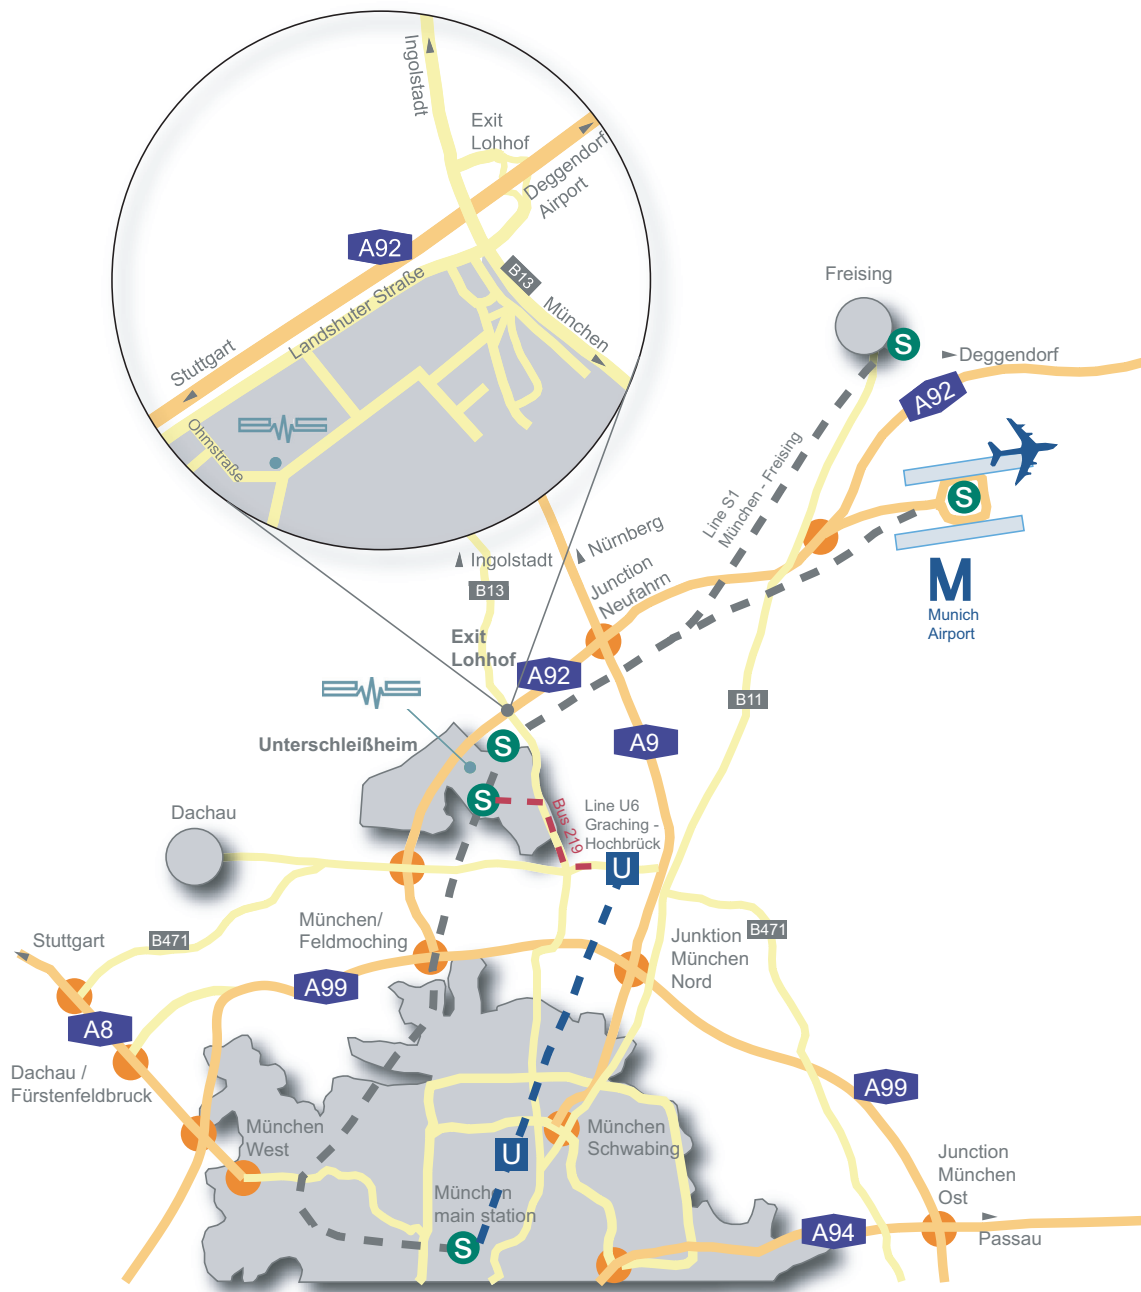 Ingolstadt
Exit
Lohhof
Deggendorf
Airport
A92
B13
Landshuter Straße
München
Stuttgart
Ohmstraße
Freising
S
Deggendorf
A92
Line S1
München - Freising
S
M
Munich
Airport
Nürnberg
Ingolstadt
B13
Junction
Neufahrn
Exit
Lohhof
A92
B11
A9
Unterschleißheim
S
S
Bus 219
Line U6
Graching -
Hochbrück
U
Dachau
München/
Feldmoching
B471
Stuttgart
Junktion
München
Nord
B471
A99
A8
Dachau /
Fürstenfeldbruck
A99
München
West
München
Schwabing
U
München
main station
S
Junction
München
Ost
A94
Passau